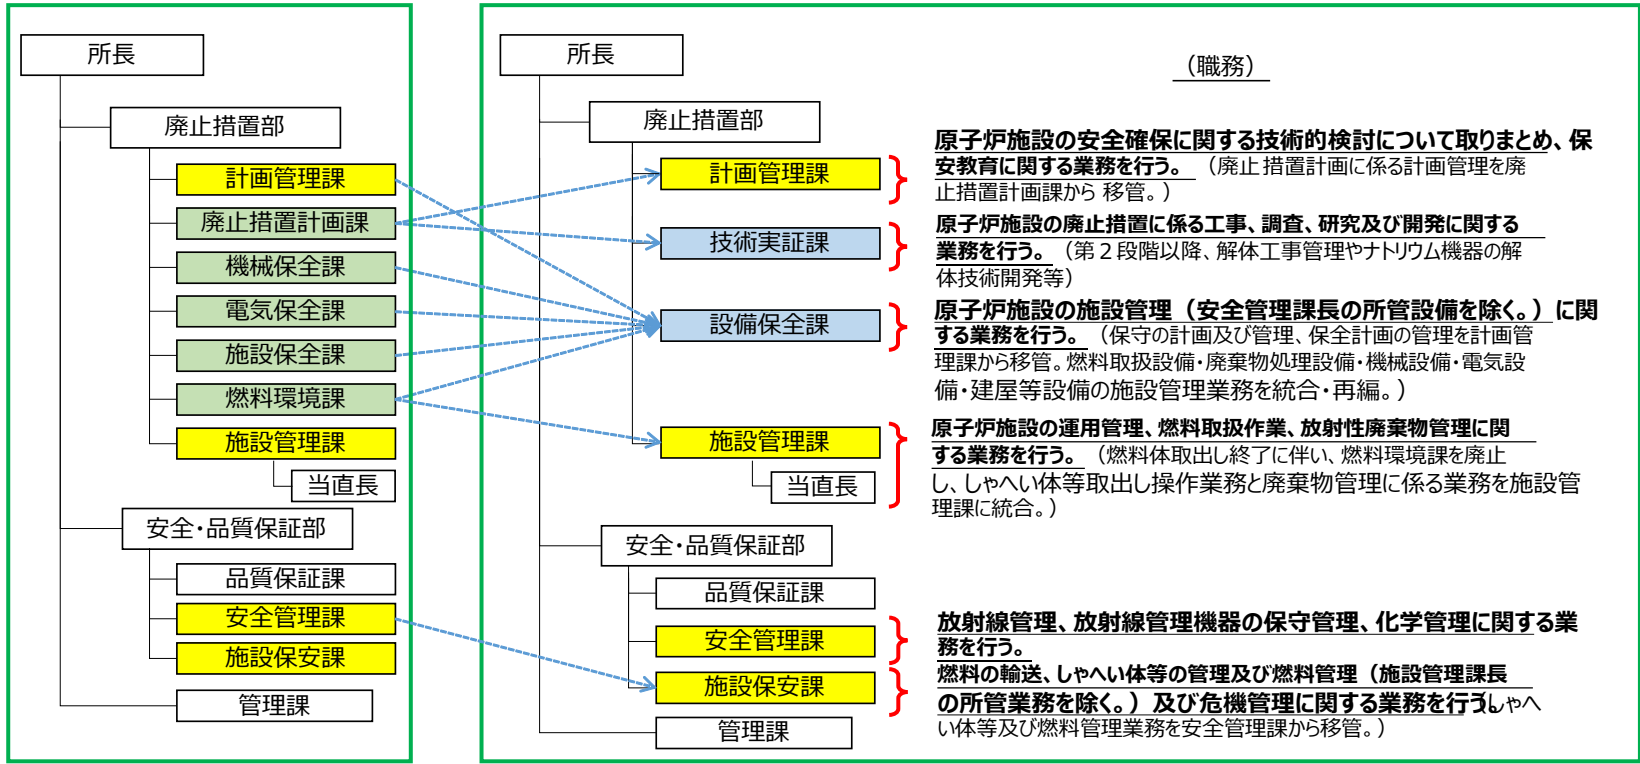 所長
廃止措置部
計画管理課
廃止措置計画課
機械保全課
電気保全課
施設保全課
燃料環境課
施設管理課
当直長
安全・品質保証部
品質保証課
安全管理課
施設保安課
管理課
所長
廃止措置部
計画管理課
技術実証課
設備保全課
施設管理課
当直長
安全・品質保証部
品質保証課
安全管理課
施設保安課
管理課
（職務）
原子炉施設の安全確保に関する技術的検討について取りまとめ、保
安教育に関する業務を行う。（廃止措置計画に係る計画管理を廃
止措置計画課から 移管。）
原子炉施設の廃止措置に係る工事、調査、研究及び開発に関する
業務を行う。（第２段階以降、解体工事管理やナトリウム機器の解
体技術開発等）
原子炉施設の施設管理（安全管理課長の所管設備を除く。）に関
する業務を行う。（保守の計画及び管理、保全計画の管理を計画管
理課から移管。燃料取扱設備・廃棄物処理設備・機械設備・電気設
備・建屋等設備の施設管理業務を統合・再編。）
原子炉施設の運用管理、燃料取扱作業、放射性廃棄物管理に関
する業務を行う。（燃料体取出し終了に伴い、燃料環境課を廃止
し、しゃへい体等取出し操作業務と廃棄物管理に係る業務を施設管
理課に統合。）
放射線管理、放射線管理機器の保守管理、化学管理に関する業
務を行う。
燃料の輸送、しゃへい体等の管理及び燃料管理（施設管理課長
の所管業務を除く。）及び危機管理に関する業務を行う。（しゃへ
い体等及び燃料管理業務を安全管理課から移管。）